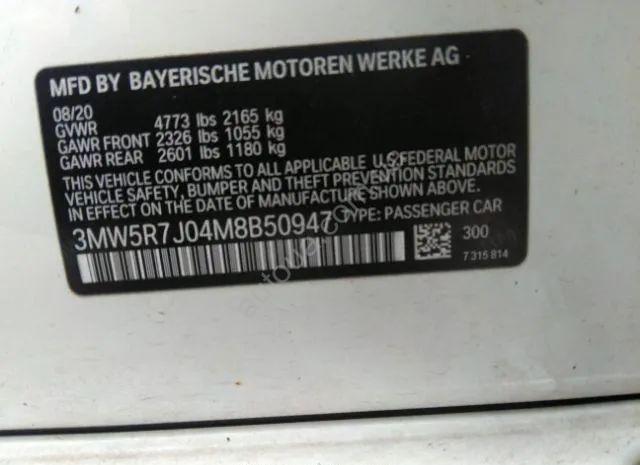 MFD BY BAYERISCHE MOTOREN WERKE AG
08/20
GVWR 4773 lbs 2165 kg
GAWR FRONT 2326 lbs 1055 kg
GAWR REAR 2601 lbs 1180 kg
THIS VEHICLE CONFORMS TO ALL APPLICABLE U.S.FEDERAL MOTOR
VEHICLE SAFETY, BUMPER AND THEFT PREVENTION STANDARDS
IN EFFECT ON THE DATE OF MANUFACTURE SHOWN ABOVE.
3MW5R7J04M8B50947 TYPE: PASSENGER CAR
300
7 315 814